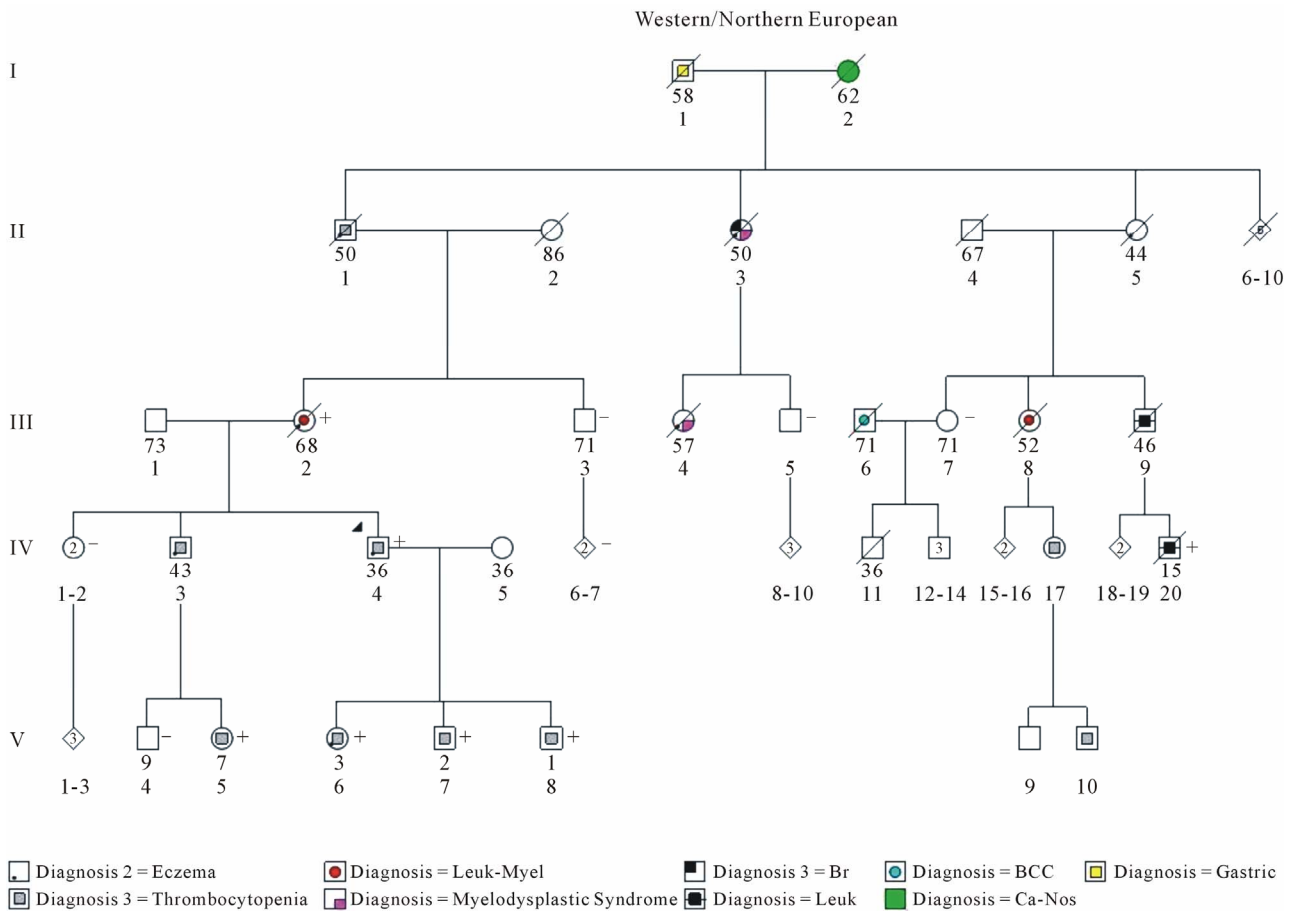 Western/Northern European
I
58 62
1 2
II
50 86 50 67 44
1 2 3 4 5 6-10
III
+ − − −
73 68 71 57 71 71 52 46
1 2 3 4 5 6 7 8 9
IV
2 − + 2 − 3 3 2 2 +
43 36 36 36 15
1-2 3 4 5 6-7 8-10 11 12-14 15-16 17 18-19 20
V
3 − + + + +
9 7 3 2 1
1-3 4 5 6 7 8 9 10
Diagnosis 2 = Eczema Diagnosis = Leuk-Myel Diagnosis 3 = Br Diagnosis = BCC Diagnosis = Gastric
Diagnosis 3 = Thrombocytopenia Diagnosis = Myelodysplastic Syndrome Diagnosis = Leuk Diagnosis = Ca-Nos